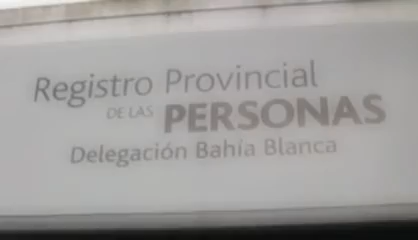 Registro Provincial
DE LAS PERSONAS
Delegación Bahía Blanca